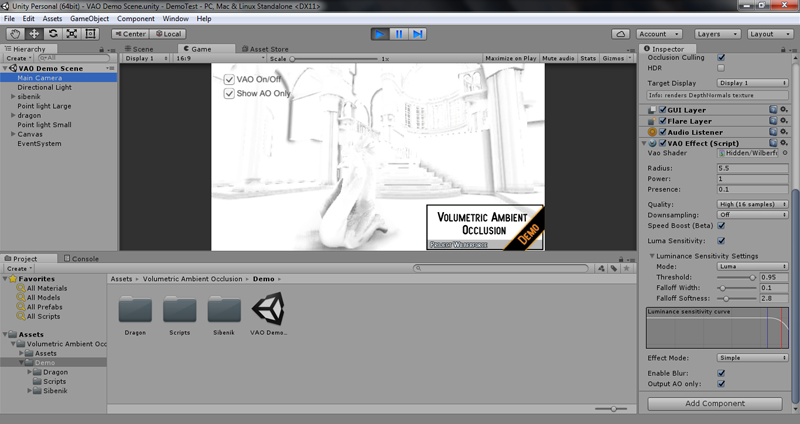 Unity Personal (64bit) - VAO Demo Scene.unity - DemoTest - PC, Mac & Linux Standalone <DX11>
File Edit Assets GameObject Component Window Help
Center Local Account Layers Layout
Hierarchy
Create All
VAO Demo Scene
Main Camera
Directional Light
sibenik
Point light Large
dragon
Point light Small
Canvas
EventSystem
Scene Game Asset Store
Display 1 16:9 Scale 1x Maximize on Play Mute audio Stats Gizmos
VAO On/Off
Show AO Only
Volumetric Ambient
Occlusion
Project Wilberforce
Demo
Inspector
Occlusion Culling
HDR
Target Display Display 1
Info: renders DepthNormals texture
GUI Layer
Flare Layer
Audio Listener
VAO Effect (Script)
Vao Shader Hidden/Wilberf
Radius: 5.5
Power: 1
Presence: 0.1
Quality: High (16 samples)
Downsampling: Off
Speed Boost (Beta)
Luma Sensitivity:
Luminance Sensitivity Settings
Mode: Luma
Threshold: 0.95
Falloff Width: 0.1
Falloff Softness: 2.8
Luminance sensitivity curve
Effect Mode: Simple
Enable Blur:
Output AO only:
Add Component
Project Console
Create
Favorites
All Materials
All Models
All Prefabs
All Scripts
Assets
Volumetric Ambient Occ
Assets
Demo
Dragon
Scripts
Sibenik
Assets Volumetric Ambient Occlusion Demo
Dragon Scripts Sibenik VAO Demo...